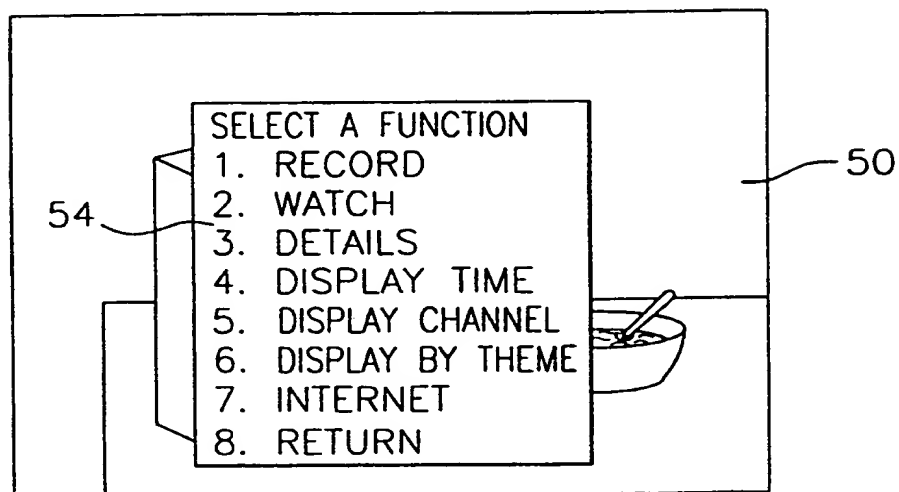 SELECT A FUNCTION
1. RECORD
2. WATCH
3. DETAILS
4. DISPLAY TIME
5. DISPLAY CHANNEL
6. DISPLAY BY THEME
7. INTERNET
8. RETURN
50
54